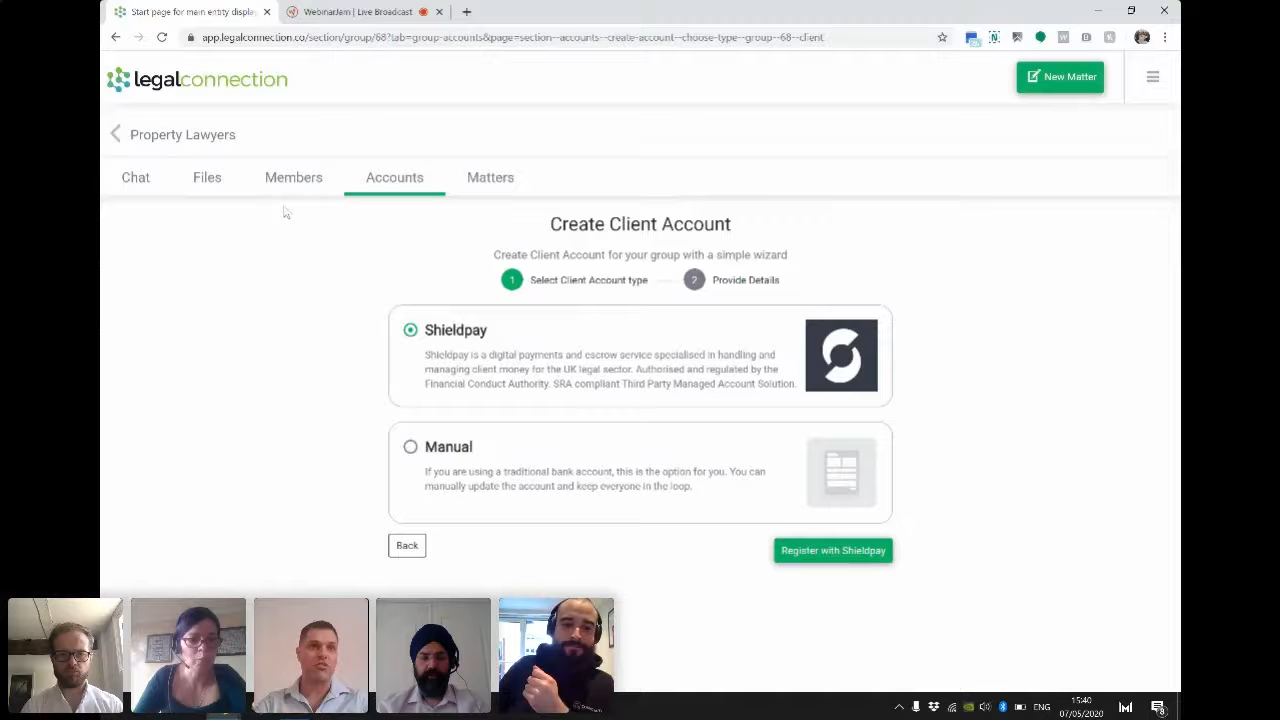 Start page for main entity displa
WebinarJam | Live Broadcast
app.legalconnection.co/section/group/68?tab=group-accounts&page=section--accounts--create-account--choose-type--group--68--client
legalconnection
New Matter
Property Lawyers
Chat
Files
Members
Accounts
Matters
Create Client Account
Create Client Account for your group with a simple wizard
1 Select Client Account type
2 Provide Details
Shieldpay
Shieldpay is a digital payments and escrow service specialised in handling and
managing client money for the UK legal sector. Authorised and regulated by the
Financial Conduct Authority. SRA compliant Third Party Managed Account Solution.
Manual
If you are using a traditional bank account, this is the option for you. You can
manually update the account and keep everyone in the loop.
Back
Register with Shieldpay
ENG
15:40
07/05/2020